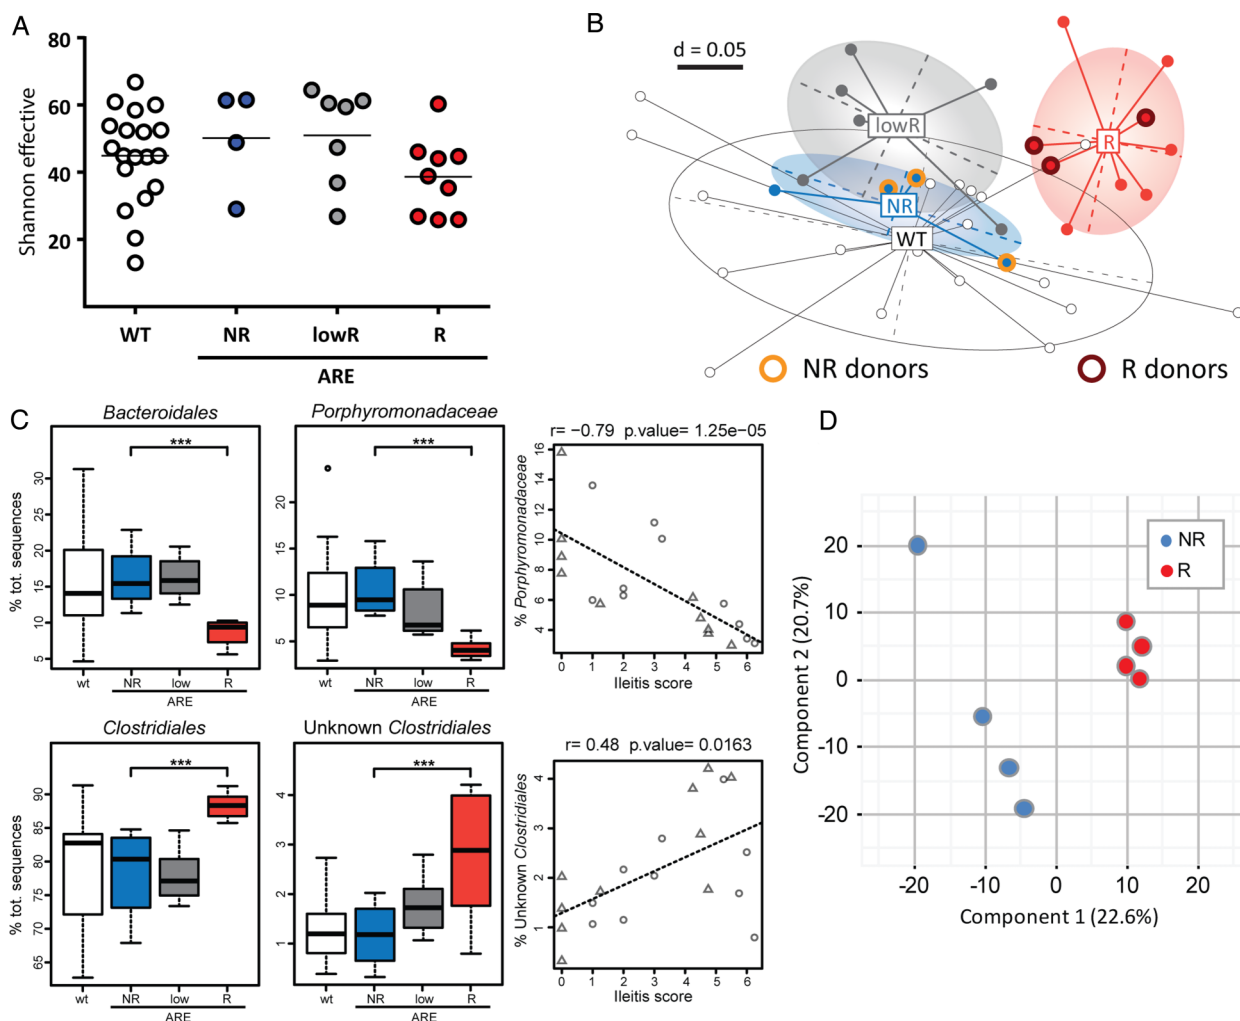 A
80
60
40
20
Shannon effective
WT
NR
lowR
R
ARE
B
d = 0.05
lowR
R
NR
WT
NR donors
R donors
C
Bacteroidales
***
30
25
20
15
10
5
% tot. sequences
wt
NR
low
R
ARE
Porphyromonadaceae
***
20
15
10
5
wt
NR
low
R
ARE
r= −0.79 p.value= 1.25e−05
16
14
12
10
8
6
4
% Porphyromonadaceae
0 1 2 3 4 5 6
Ileitis score
Clostridiales
***
90
85
80
75
70
65
% tot. sequences
wt
NR
low
R
ARE
Unknown Clostridiales
***
4
3
2
1
wt
NR
low
R
ARE
r= 0.48 p.value= 0.0163
4
3
2
1
% Unknown Clostridiales
0 1 2 3 4 5 6
Ileitis score
D
NR
R
20
10
0
-10
-20
Component 2 (20.7%)
-20 -10 0 10 20
Component 1 (22.6%)